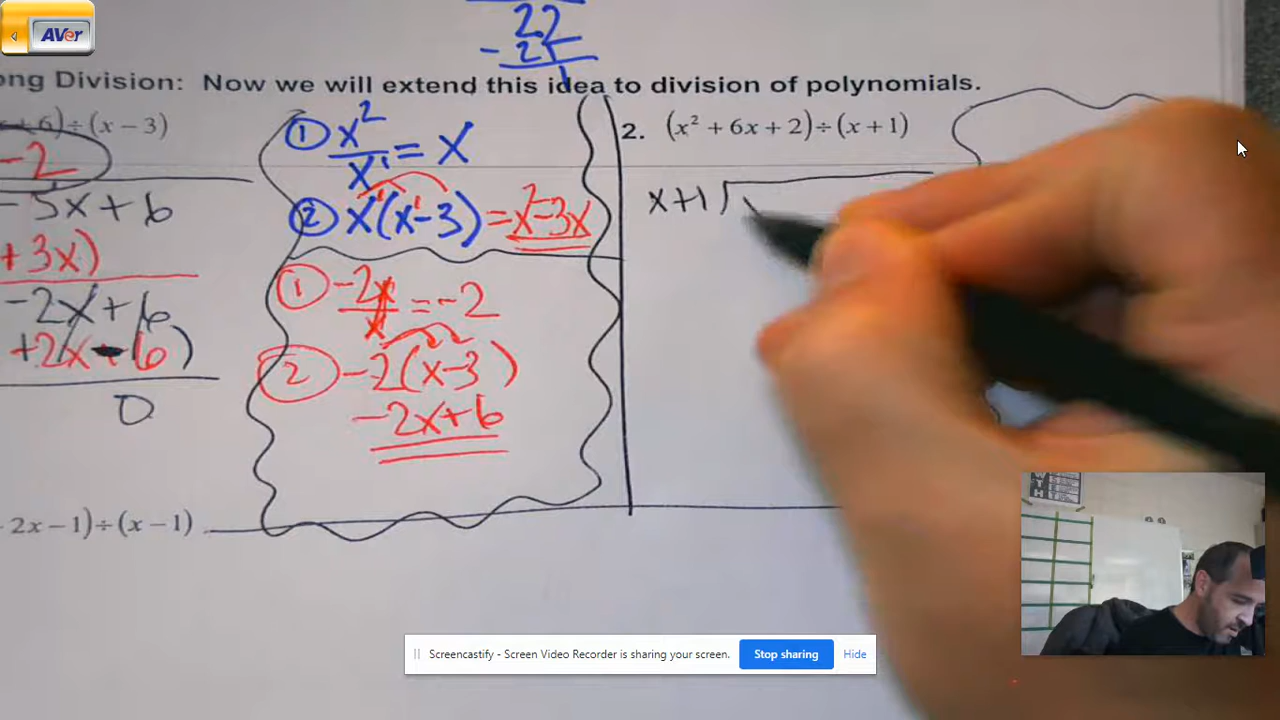 AVer
22
- 21
1
ong Division: Now we will extend this idea to division of polynomials.
+6)÷(x−3)
-2
-5x+6
+3x)
-2x+6
+2x-6)
0
① x²/x¹ = x
② x¹(x¹-3) = x²-3x
① -2x/x = -2
② -2(x-3)
-2x+6
2. (x²+6x+2)÷(x+1)
x+1
2x−1)÷(x−1)
Screencastify - Screen Video Recorder is sharing your screen.
Stop sharing
Hide